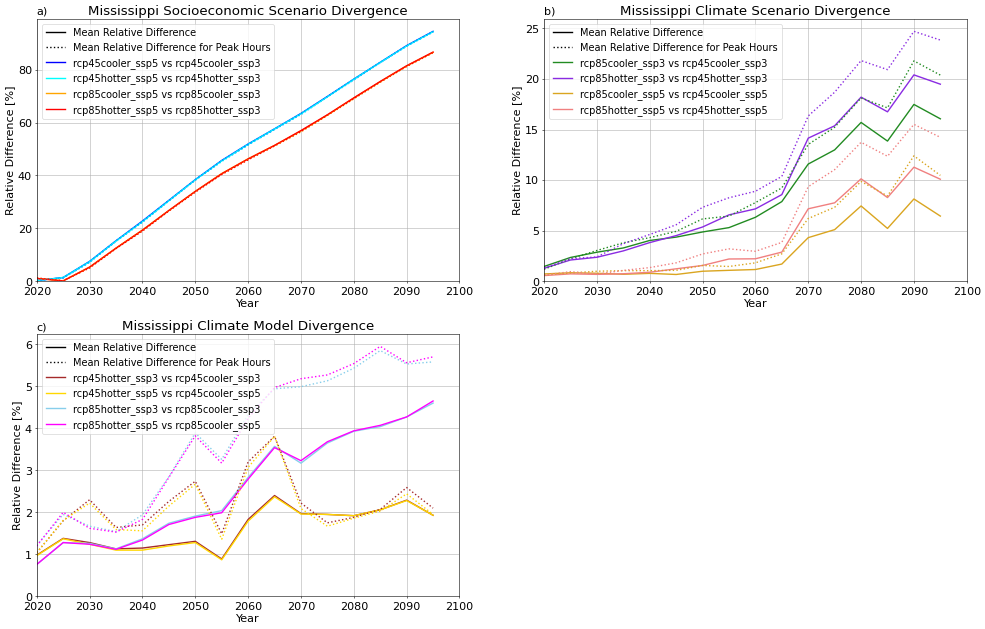 a)
Mississippi Socioeconomic Scenario Divergence
Mean Relative Difference
Mean Relative Difference for Peak Hours
rcp45cooler_ssp5 vs rcp45cooler_ssp3
rcp45hotter_ssp5 vs rcp45hotter_ssp3
rcp85cooler_ssp5 vs rcp85cooler_ssp3
rcp85hotter_ssp5 vs rcp85hotter_ssp3
Relative Difference [%]
80
60
40
20
0
2020 2030 2040 2050 2060 2070 2080 2090 2100
Year
b)
Mississippi Climate Scenario Divergence
Mean Relative Difference
Mean Relative Difference for Peak Hours
rcp85cooler_ssp3 vs rcp45cooler_ssp3
rcp85hotter_ssp3 vs rcp45hotter_ssp3
rcp85cooler_ssp5 vs rcp45cooler_ssp5
rcp85hotter_ssp5 vs rcp45hotter_ssp5
Relative Difference [%]
25
20
15
10
5
0
2020 2030 2040 2050 2060 2070 2080 2090 2100
Year
c)
Mississippi Climate Model Divergence
Mean Relative Difference
Mean Relative Difference for Peak Hours
rcp45hotter_ssp3 vs rcp45cooler_ssp3
rcp45hotter_ssp5 vs rcp45cooler_ssp5
rcp85hotter_ssp3 vs rcp85cooler_ssp3
rcp85hotter_ssp5 vs rcp85cooler_ssp5
Relative Difference [%]
6
5
4
3
2
1
0
2020 2030 2040 2050 2060 2070 2080 2090 2100
Year